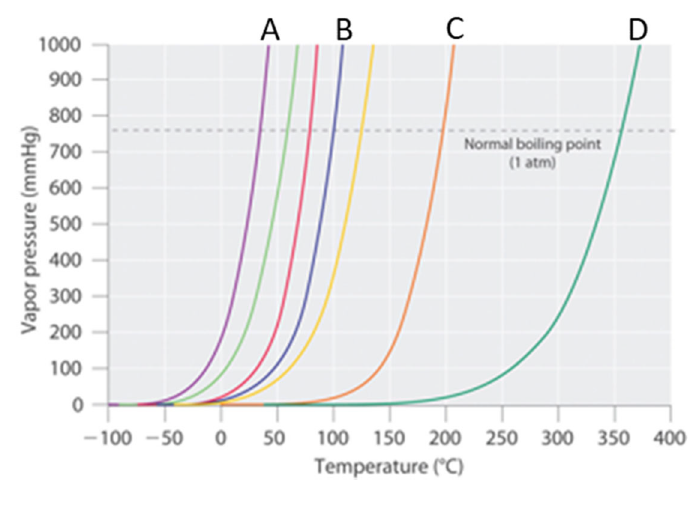 A B C D
1000
900
800
700
600
500
400
300
200
100
0
Vapor pressure (mmHg)
Normal boiling point
(1 atm)
−100 −50 0 50 100 150 200 250 300 350 400
Temperature (°C)